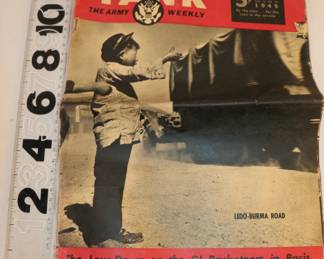 YANK
THE ARMY WEEKLY
5
1945
10
8
6
4
2
LEDO-BURMA ROAD
The Low-Down on the GI Racketeers in Paris